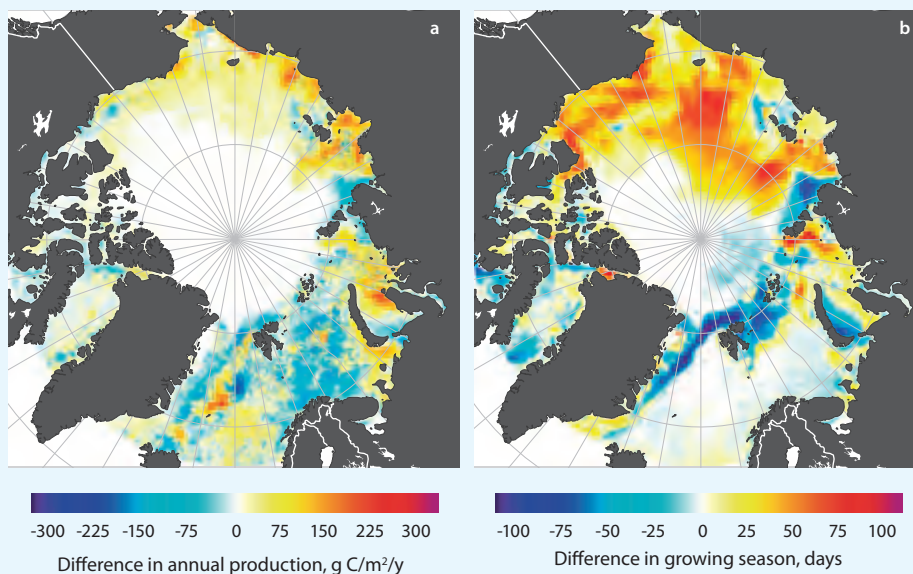 a
b
-300 -225 -150 -75 0 75 150 225 300
-100 -75 -50 -25 0 25 50 75 100
Difference in annual production, g C/m²/y
Difference in growing season, days